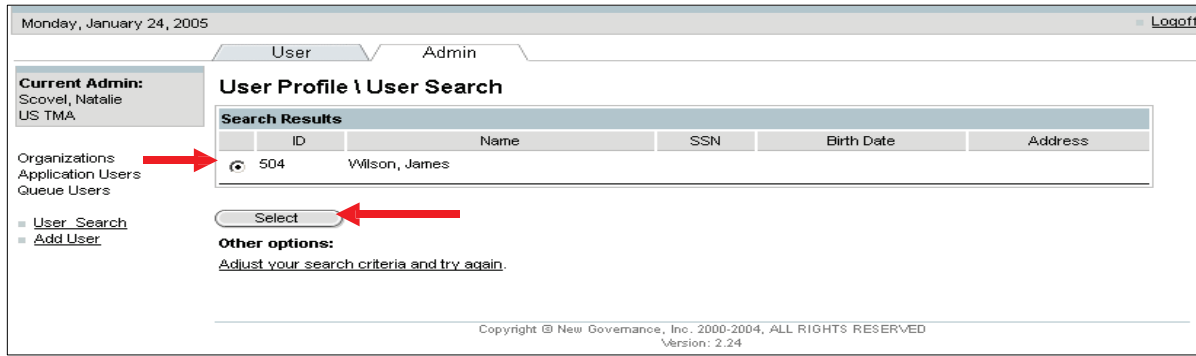 Monday, January 24, 2005
Logoff
User
Admin
Current Admin:
Scovel, Natalie
US TMA
Organizations
Application Users
Queue Users
User Search
Add User
User Profile \ User Search
Search Results
ID Name SSN Birth Date Address
504 Wilson, James
Select
Other options:
Adjust your search criteria and try again.
Copyright © New Governance, Inc. 2000-2004, ALL RIGHTS RESERVED
Version: 2.24